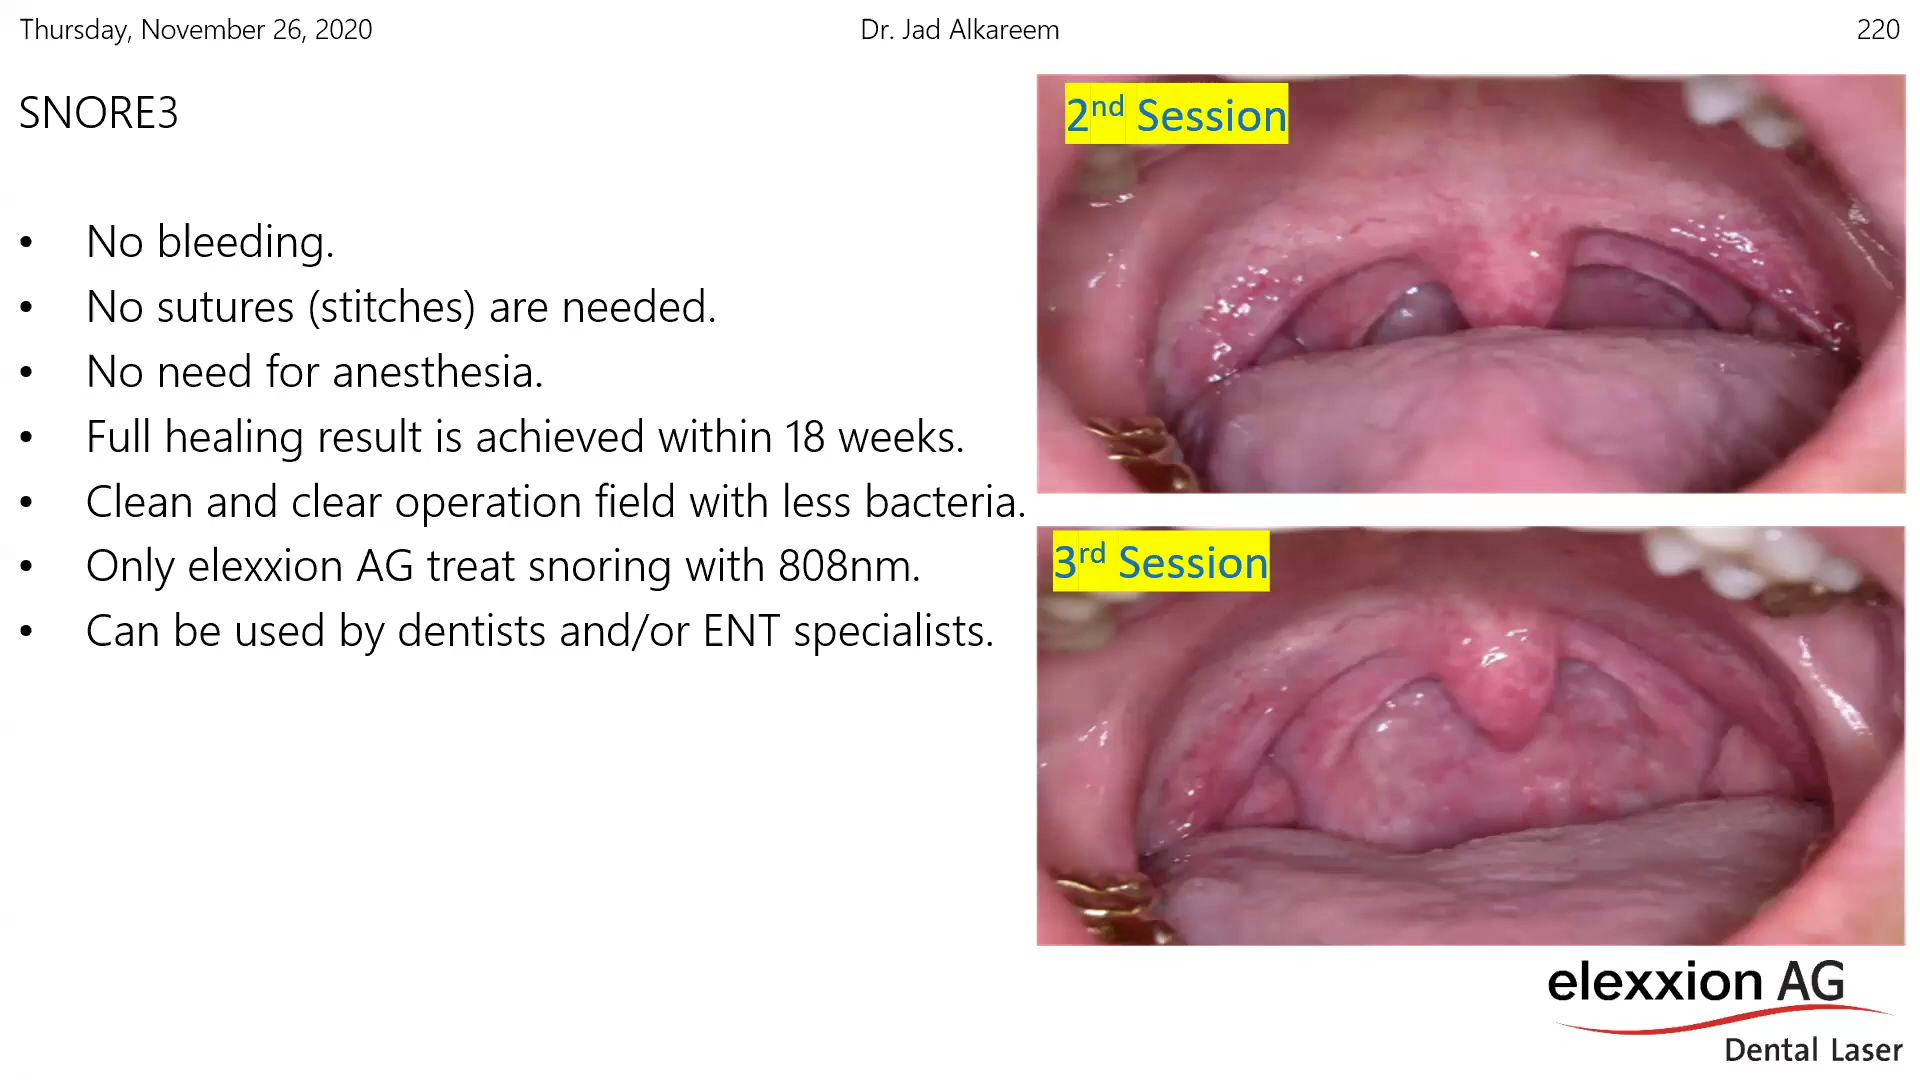 Thursday, November 26, 2020
Dr. Jad Alkareem
220
SNORE3
• No bleeding.
• No sutures (stitches) are needed.
• No need for anesthesia.
• Full healing result is achieved within 18 weeks.
• Clean and clear operation field with less bacteria.
• Only elexxion AG treat snoring with 808nm.
• Can be used by dentists and/or ENT specialists.
2nd Session
3rd Session
elexxion AG
Dental Laser